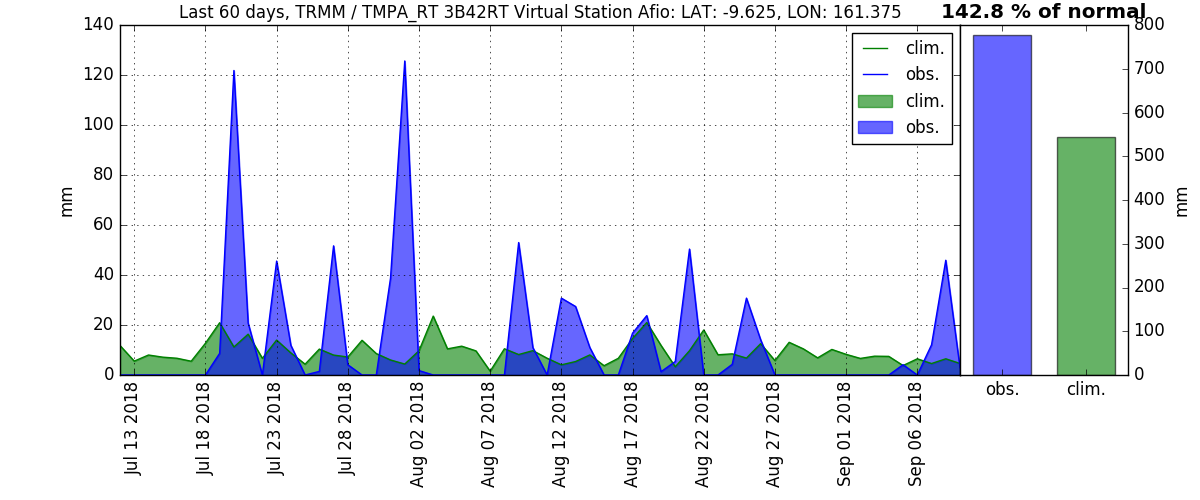 Last 60 days, TRMM / TMPA_RT 3B42RT Virtual Station Afio: LAT: -9.625, LON: 161.375
142.8 % of normal
140
120
100
80
60
40
20
0
mm
clim.
obs.
clim.
obs.
800
700
600
500
400
300
200
100
0
mm
obs.
clim.
Jul 13 2018
Jul 18 2018
Jul 23 2018
Jul 28 2018
Aug 02 2018
Aug 07 2018
Aug 12 2018
Aug 17 2018
Aug 22 2018
Aug 27 2018
Sep 01 2018
Sep 06 2018